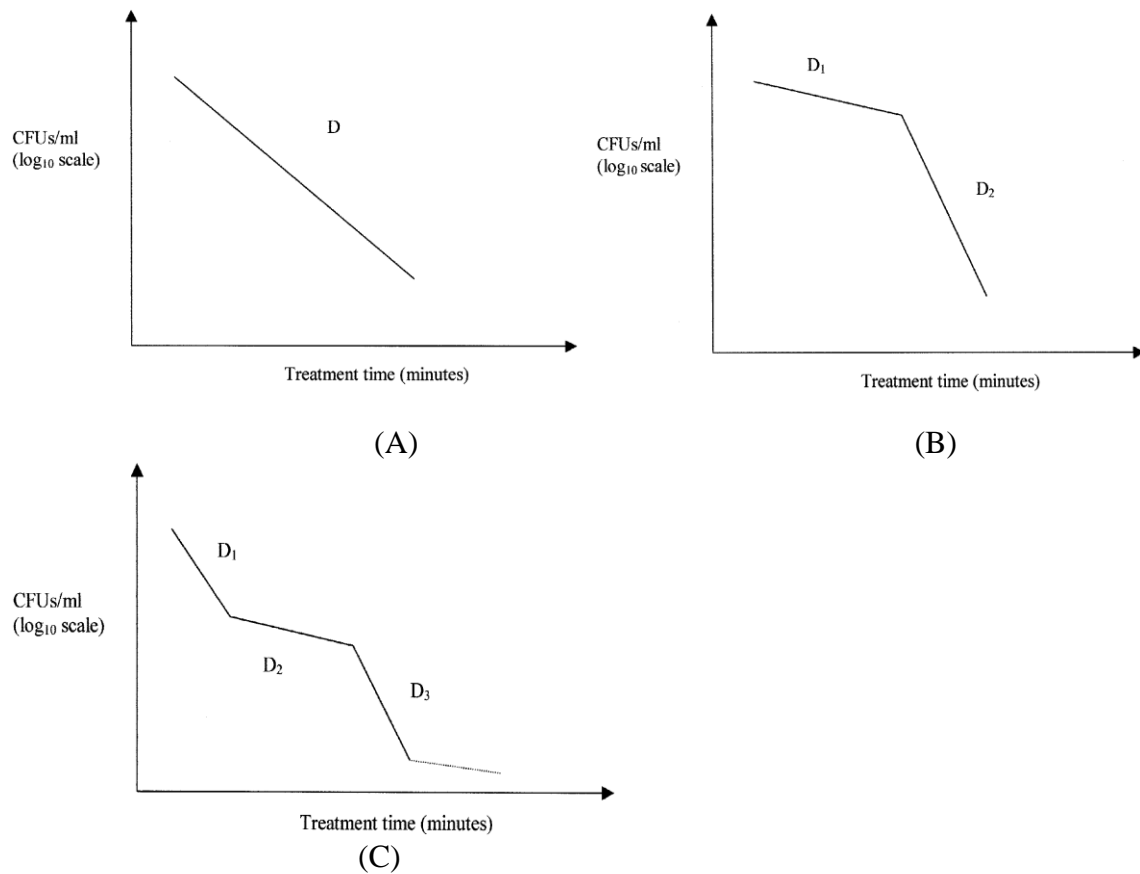 D
CFUs/ml
(log₁₀ scale)
Treatment time (minutes)
(A)
D₁
CFUs/ml
(log₁₀ scale)
D₂
Treatment time (minutes)
(B)
D₁
CFUs/ml
(log₁₀ scale)
D₂
D₃
Treatment time (minutes)
(C)